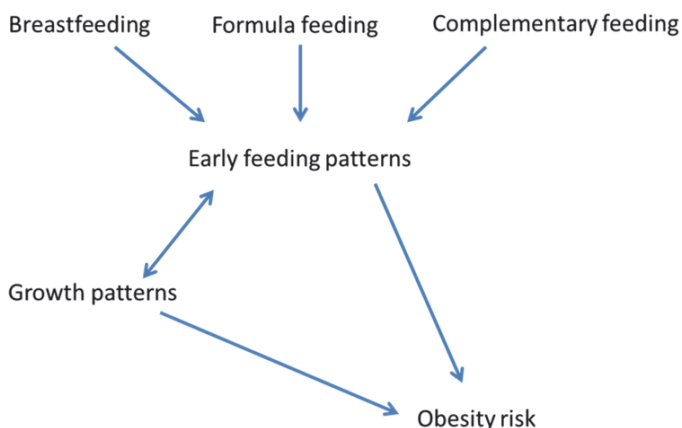 Breastfeeding
Formula feeding
Complementary feeding
Early feeding patterns
Growth patterns
Obesity risk